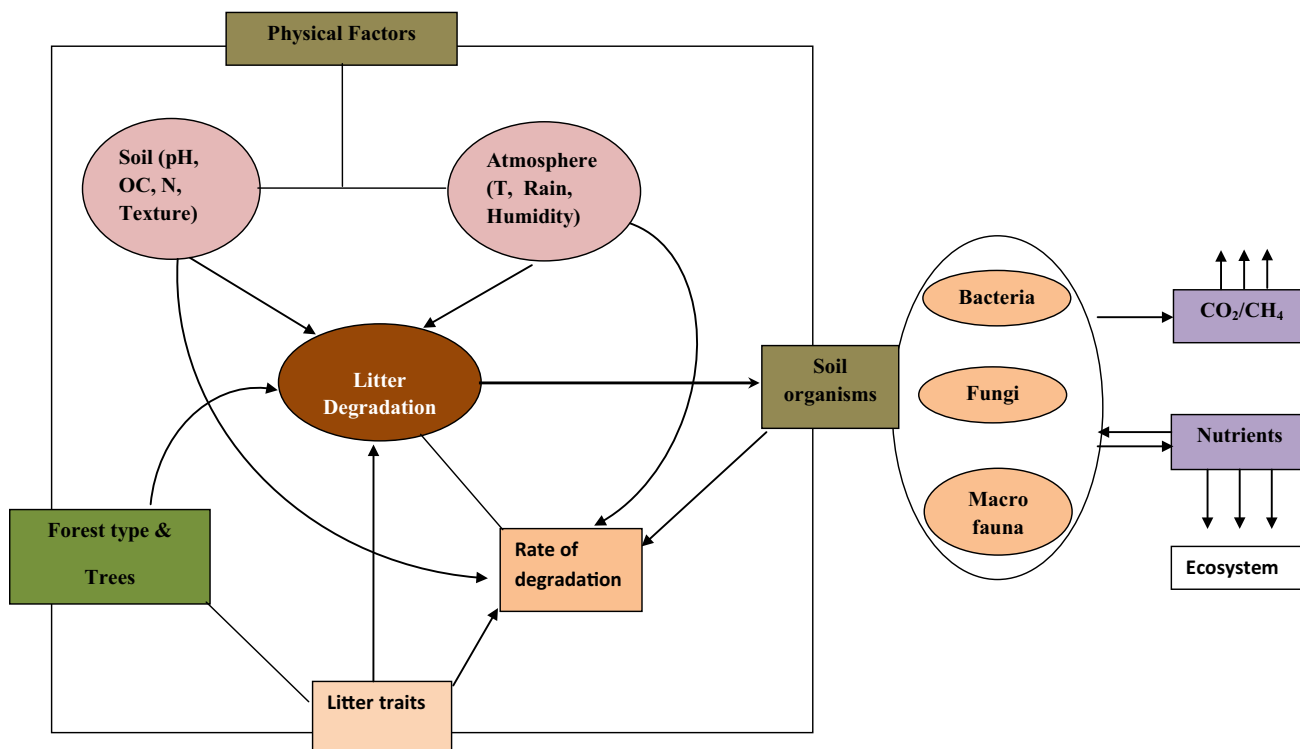 Physical Factors
Soil (pH,
OC, N,
Texture)
Atmosphere
(T, Rain,
Humidity)
Litter
Degradation
Soil
organisms
Bacteria
Fungi
Macro
fauna
CO₂/CH₄
Nutrients
Ecosystem
Forest type &
Trees
Rate of
degradation
Litter traits